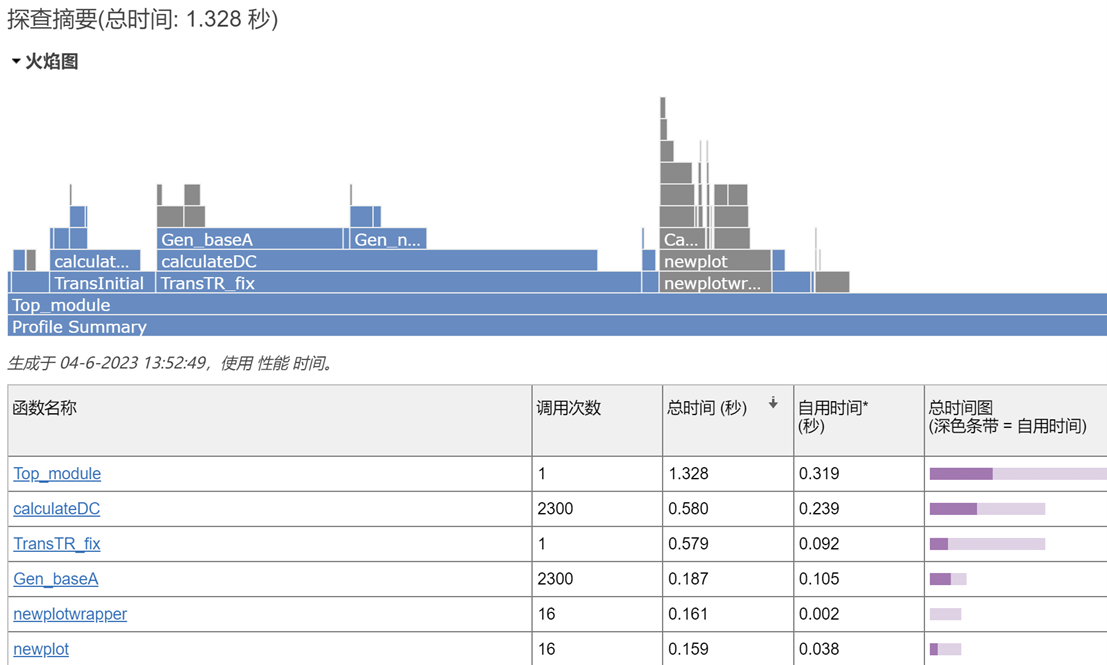 探查摘要(总时间: 1.328 秒)
火焰图
Ca...
Gen_baseA Gen_n...
calculat... calculateDC newplot
TransInitial TransTR_fix newplotwr...
Top_module
Profile Summary
生成于 04-6-2023 13:52:49，使用 性能 时间。
函数名称 调用次数 总时间 (秒) 自用时间* (秒) 总时间图 (深色条带 = 自用时间)
Top_module 1 1.328 0.319
calculateDC 2300 0.580 0.239
TransTR_fix 1 0.579 0.092
Gen_baseA 2300 0.187 0.105
newplotwrapper 16 0.161 0.002
newplot 16 0.159 0.038